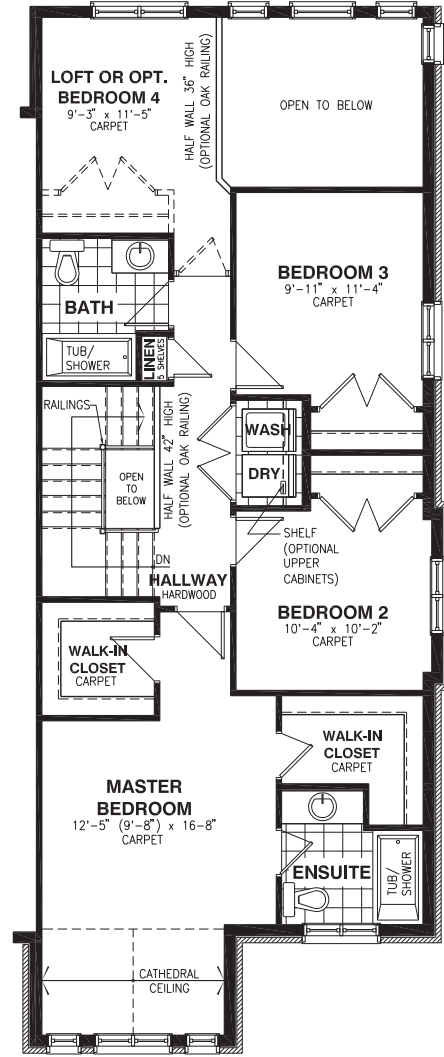 LOFT OR OPT.
BEDROOM 4
9'-3" x 11'-5"
CARPET
HALF WALL 36" HIGH
(OPTIONAL OAK RAILING)
OPEN TO BELOW
BEDROOM 3
9'-11" x 11'-4"
CARPET
BATH
TUB/
SHOWER
LINEN
5 SHELVES
RAILINGS
OPEN
TO
BELOW
HALF WALL 42" HIGH
(OPTIONAL OAK RAILING)
WASH
DRY
DN
SHELF
(OPTIONAL
UPPER
CABINETS)
HALLWAY
HARDWOOD
BEDROOM 2
10'-4" x 10'-2"
CARPET
WALK-IN
CLOSET
CARPET
WALK-IN
CLOSET
CARPET
MASTER
BEDROOM
12'-5" (9'-8") x 16-8"
CARPET
ENSUITE
TUB/
SHOWER
CATHEDRAL
CEILING